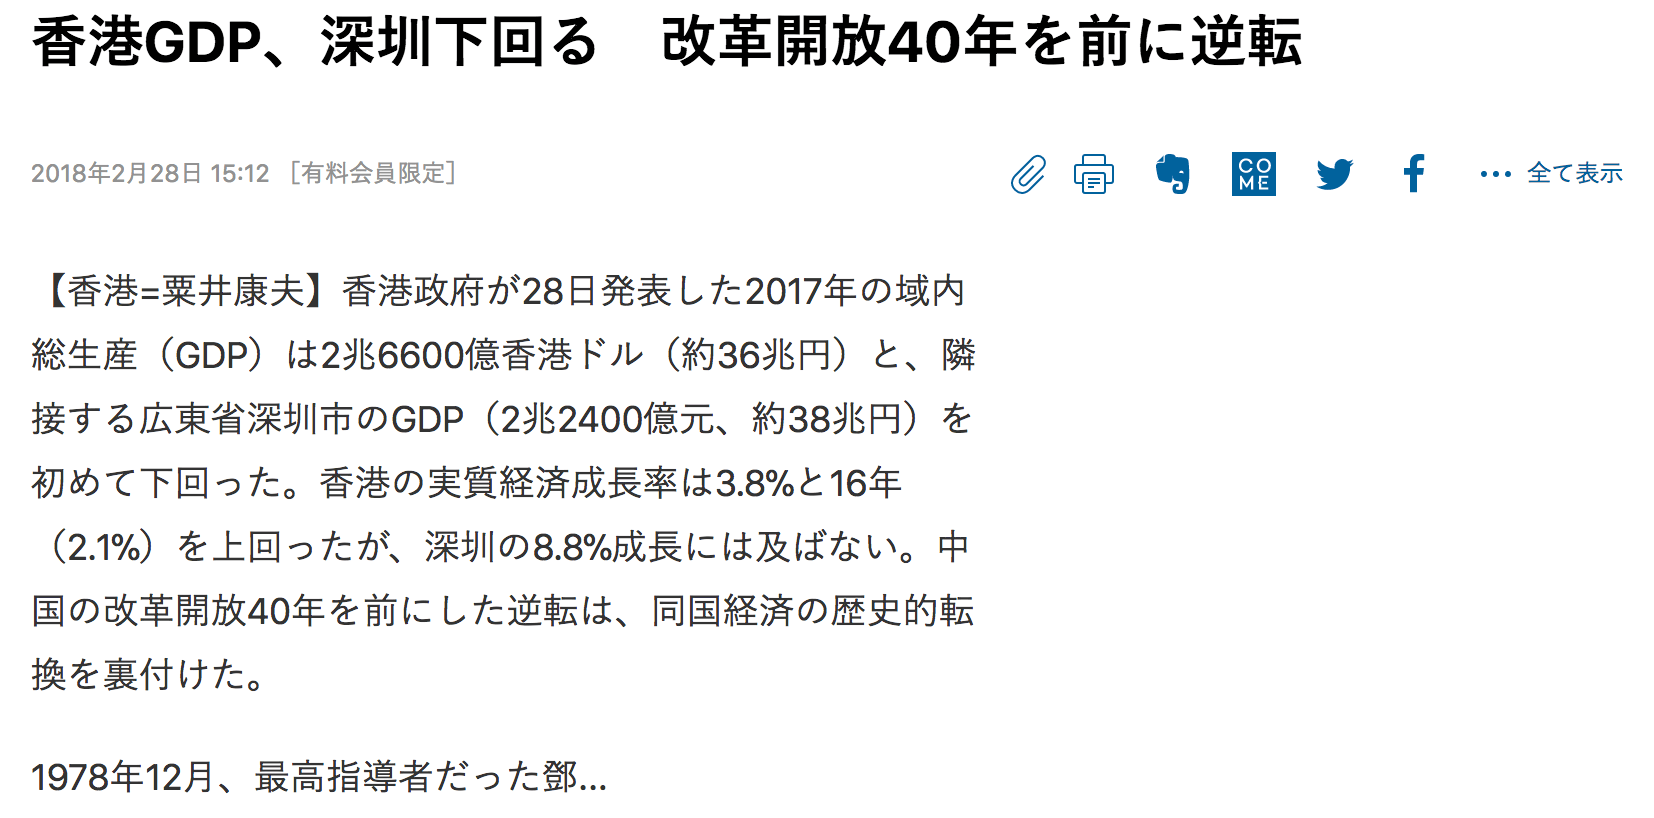 香港GDP、深圳下回る　改革開放40年を前に逆転
2018年2月28日 15:12 ［有料会員限定］
CO
ME
… 全て表示
【香港=粟井康夫】香港政府が28日発表した2017年の域内
総生産（GDP）は2兆6600億香港ドル（約36兆円）と、隣
接する広東省深圳市のGDP（2兆2400億元、約38兆円）を
初めて下回った。香港の実質経済成長率は3.8%と16年
（2.1%）を上回ったが、深圳の8.8%成長には及ばない。中
国の改革開放40年を前にした逆転は、同国経済の歴史的転
換を裏付けた。
1978年12月、最高指導者だった鄧...